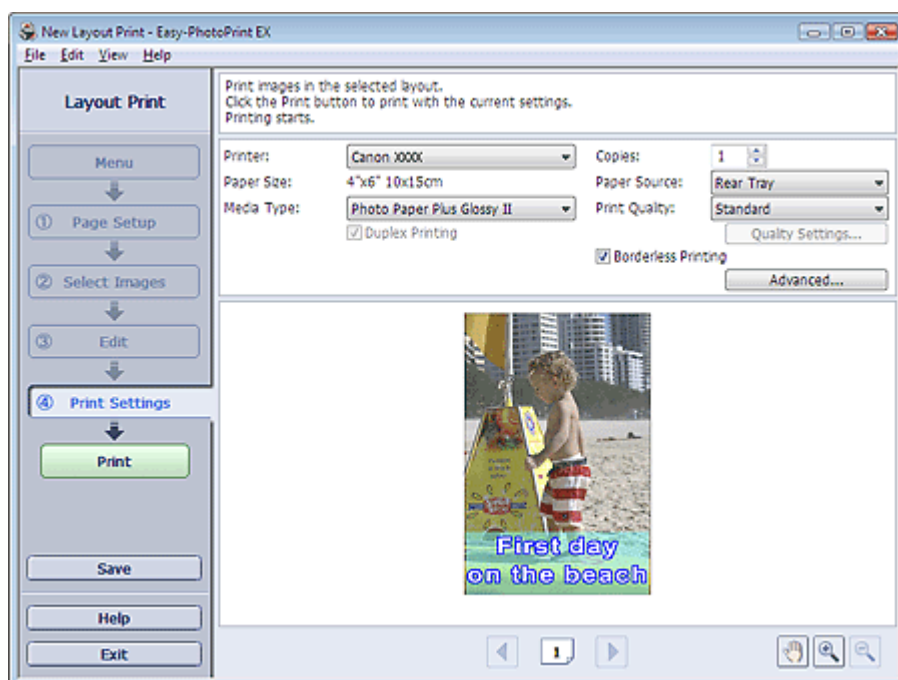 New Layout Print - Easy-PhotoPrint EX
File Edit View Help
Layout Print
Menu
① Page Setup
② Select Images
③ Edit
④ Print Settings
Print
Save
Help
Exit
Print images in the selected layout.
Click the Print button to print with the current settings.
Printing starts.
Printer: Canon XXXX Copies: 1
Paper Size: 4"x6" 10x15cm Paper Source: Rear Tray
Media Type: Photo Paper Plus Glossy II Print Quality: Standard
Duplex Printing Quality Settings...
Borderless Printing
Advanced...
First day
on the beach
1